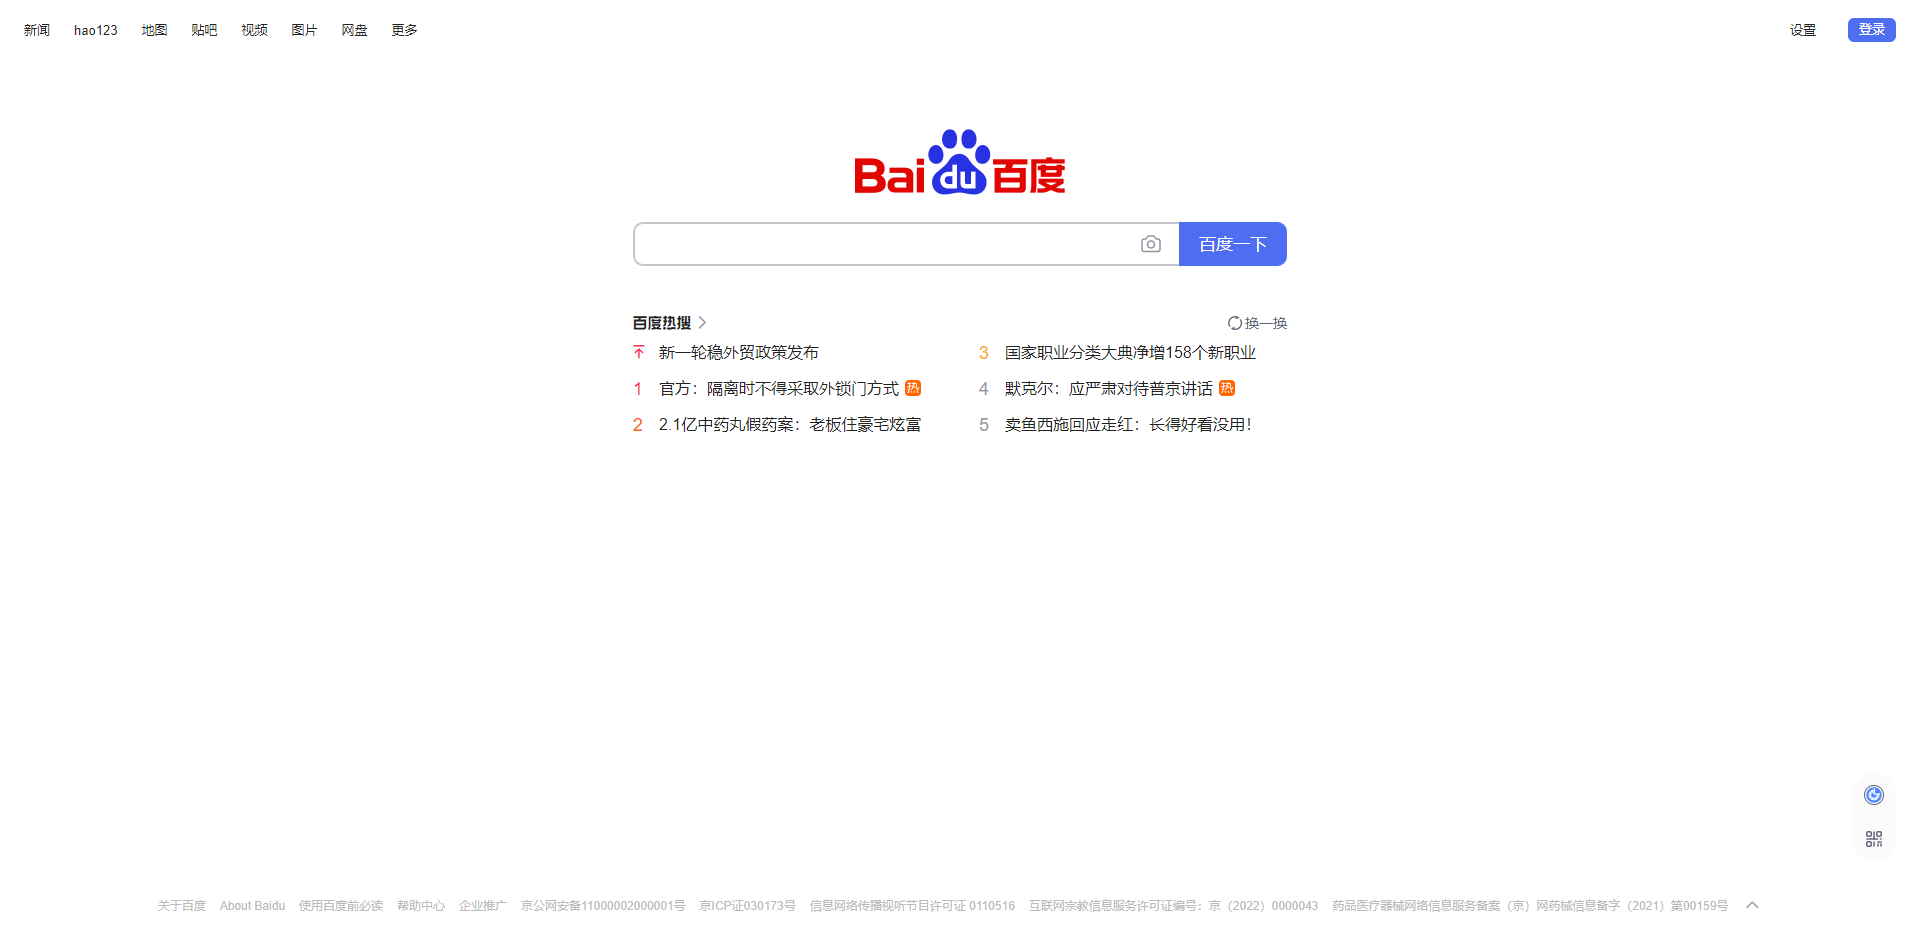 新闻 hao123 地图 贴吧 视频 图片 网盘 更多 设置 登录
Bai du 百度
百度一下
百度热搜 换一换
新一轮稳外贸政策发布
1 官方：隔离时不得采取外锁门方式 热
2 2.1亿中药丸假药案：老板住豪宅炫富
3 国家职业分类大典净增158个新职业
4 默克尔：应严肃对待普京讲话 热
5 卖鱼西施回应走红：长得好看没用！
关于百度 About Baidu 使用百度前必读 帮助中心 企业推广 京公网安备11000002000001号 京ICP证030173号 信息网络传播视听节目许可证 0110516 互联网宗教信息服务许可证编号：京（2022）0000043 药品医疗器械网络信息服务备案（京）网药械信息备字（2021）第00159号